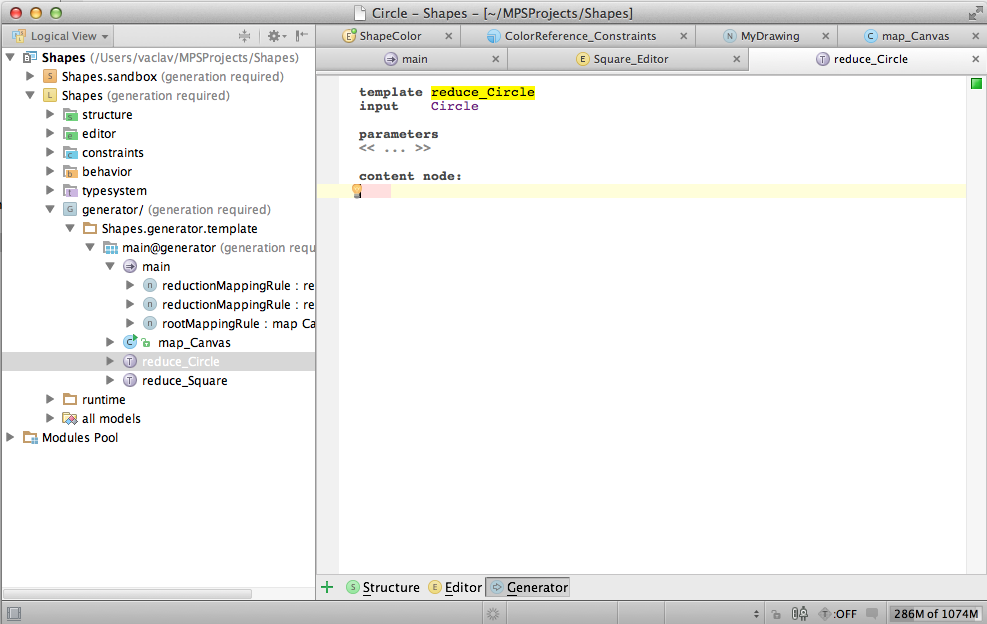 Circle – Shapes – [~/MPSProjects/Shapes]
Logical View
ShapeColor
ColorReference_Constraints
MyDrawing
map_Canvas
main
Square_Editor
reduce_Circle
Shapes (/Users/vaclav/MPSProjects/Shapes)
S Shapes.sandbox (generation required)
L Shapes (generation required)
structure
editor
constraints
behavior
typesystem
generator/ (generation required)
Shapes.generator.template
main@generator (generation requ
main
reductionMappingRule : re
reductionMappingRule : re
rootMappingRule : map Ca
map_Canvas
reduce_Circle
reduce_Square
runtime
all models
Modules Pool
template reduce_Circle
input Circle
parameters
<< ... >>
content node:
S Structure E Editor Generator
T :OFF 286M of 1074M